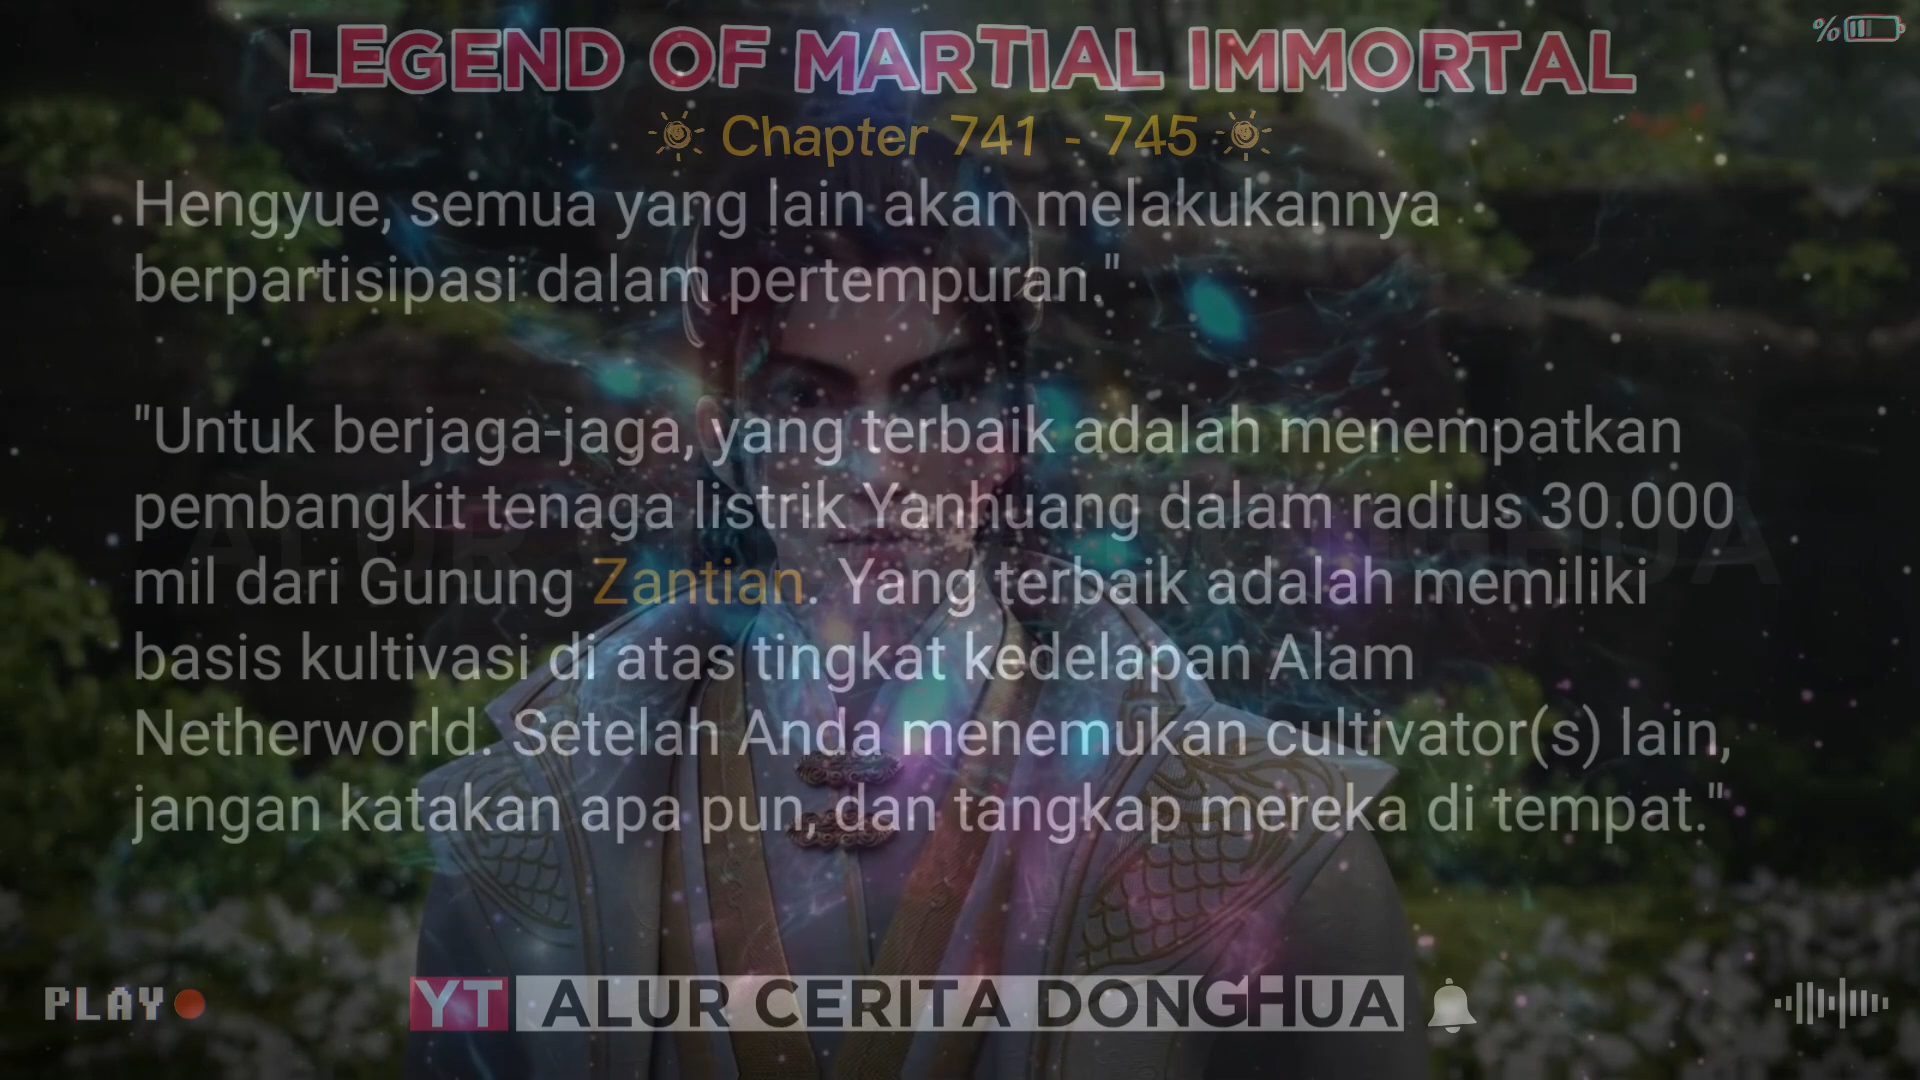 LEGEND OF MARTIAL IMMORTAL
%
Chapter 741 - 745
Hengyue, semua yang lain akan melakukannya
berpartisipasi dalam pertempuran."
"Untuk berjaga-jaga, yang terbaik adalah menempatkan
pembangkit tenaga listrik Yanhuang dalam radius 30.000
mil dari Gunung Zantian. Yang terbaik adalah memiliki
basis kultivasi di atas tingkat kedelapan Alam
Netherworld. Setelah Anda menemukan cultivator(s) lain,
jangan katakan apa pun, dan tangkap mereka di tempat."
ALUR CERITA DONGHUA
PLAY
YT ALUR CERITA DONGHUA